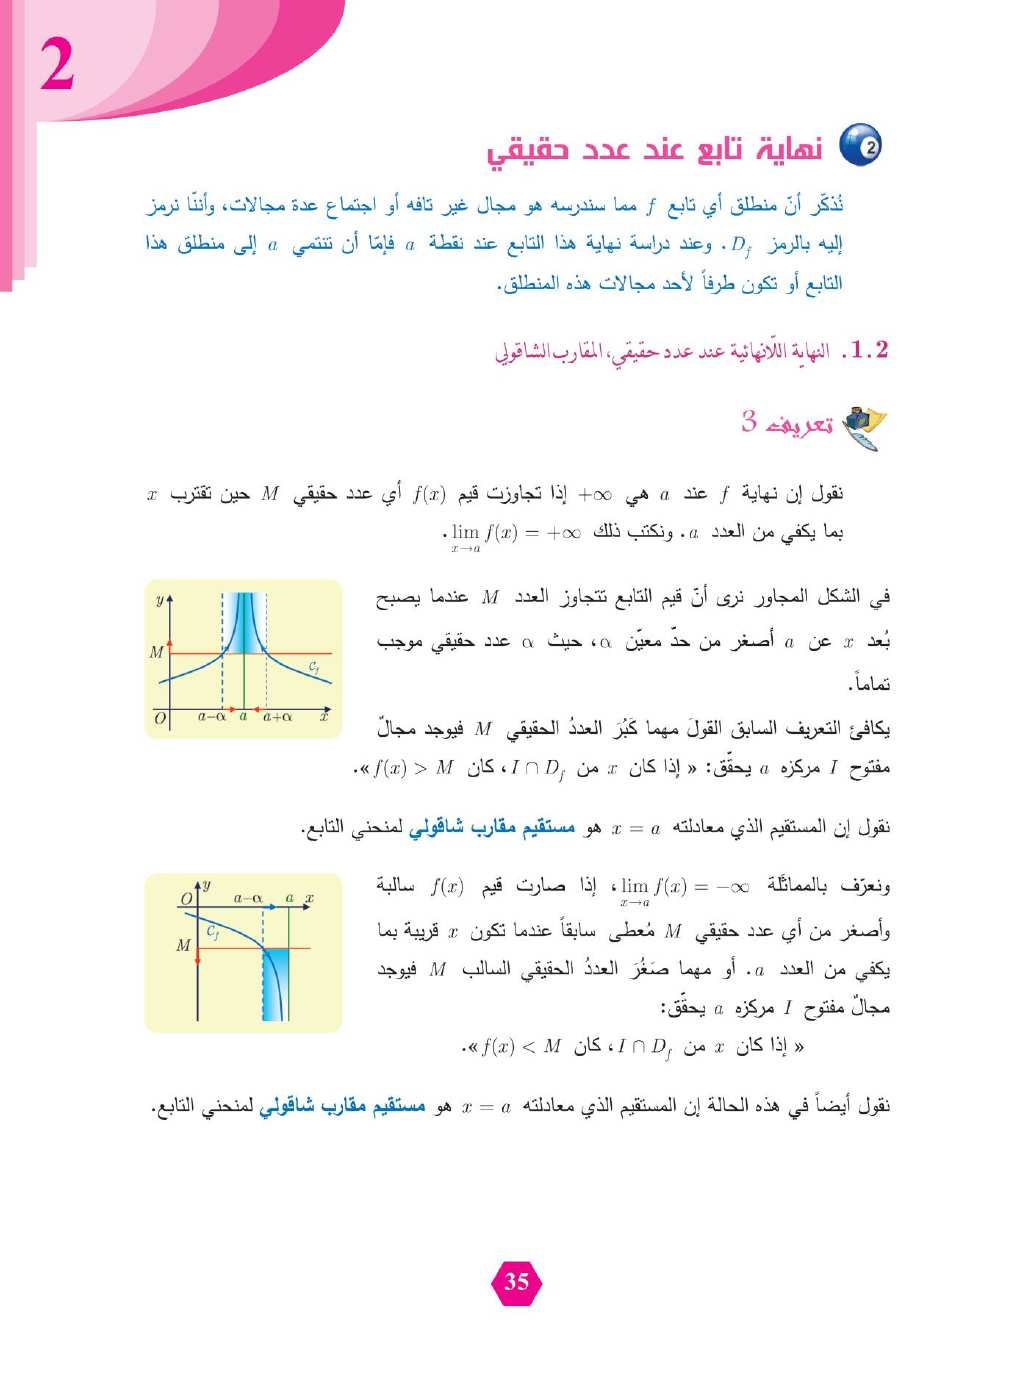 2
2 نهاية تابع عند عدد حقيقي
نُذكّر أنّ منطلق أي تابع f مما سندرسه هو مجال غير تافه أو اجتماع عدة مجالات، وأننّا نرمز
إليه بالرمز D_f. وعند دراسة نهاية هذا التابع عند نقطة a فإمّا أن تنتمي a إلى منطلق هذا
التابع أو تكون طرفاً لأحد مجالات هذه المنطلق.
1.2. النهاية اللّانهائية عند عدد حقيقي، المقارب الشاقولي
تعريف 3
نقول إن نهاية f عند a هي +∞ إذا تجاوزت قيم f(x) أي عدد حقيقي M حين تقترب x
بما يكفي من العدد a. ونكتب ذلك lim_{x→a} f(x) = +∞.
في الشكل المجاور نرى أنّ قيم التابع تتجاوز العدد M عندما يصبح
بُعد x عن a أصغر من حدّ معيّن α، حيث α عدد حقيقي موجب
تماماً.
y
M
C_f
O a−α a a+α x
يكافئ التعريف السابق القولَ مهما كَبُرَ العددُ الحقيقي M فيوجد مجالٌ
مفتوح I مركزه a يحقّق: « إذا كان x من I ∩ D_f، كان f(x) > M».
نقول إن المستقيم الذي معادلته x = a هو مستقيم مقارب شاقولي لمنحني التابع.
ونعرّف بالمماثَلة lim_{x→a} f(x) = −∞، إذا صارت قيم f(x) سالبة
وأصغر من أي عدد حقيقي M مُعطى سابقاً عندما تكون x قريبة بما
يكفي من العدد a. أو مهما صَغُرَ العددُ الحقيقي السالب M فيوجد
مجالٌ مفتوح I مركزه a يحقّق:
« إذا كان x من I ∩ D_f، كان f(x) < M».
y
O a−α a x
C_f
M
نقول أيضاً في هذه الحالة إن المستقيم الذي معادلته x = a هو مستقيم مقارب شاقولي لمنحني التابع.
35